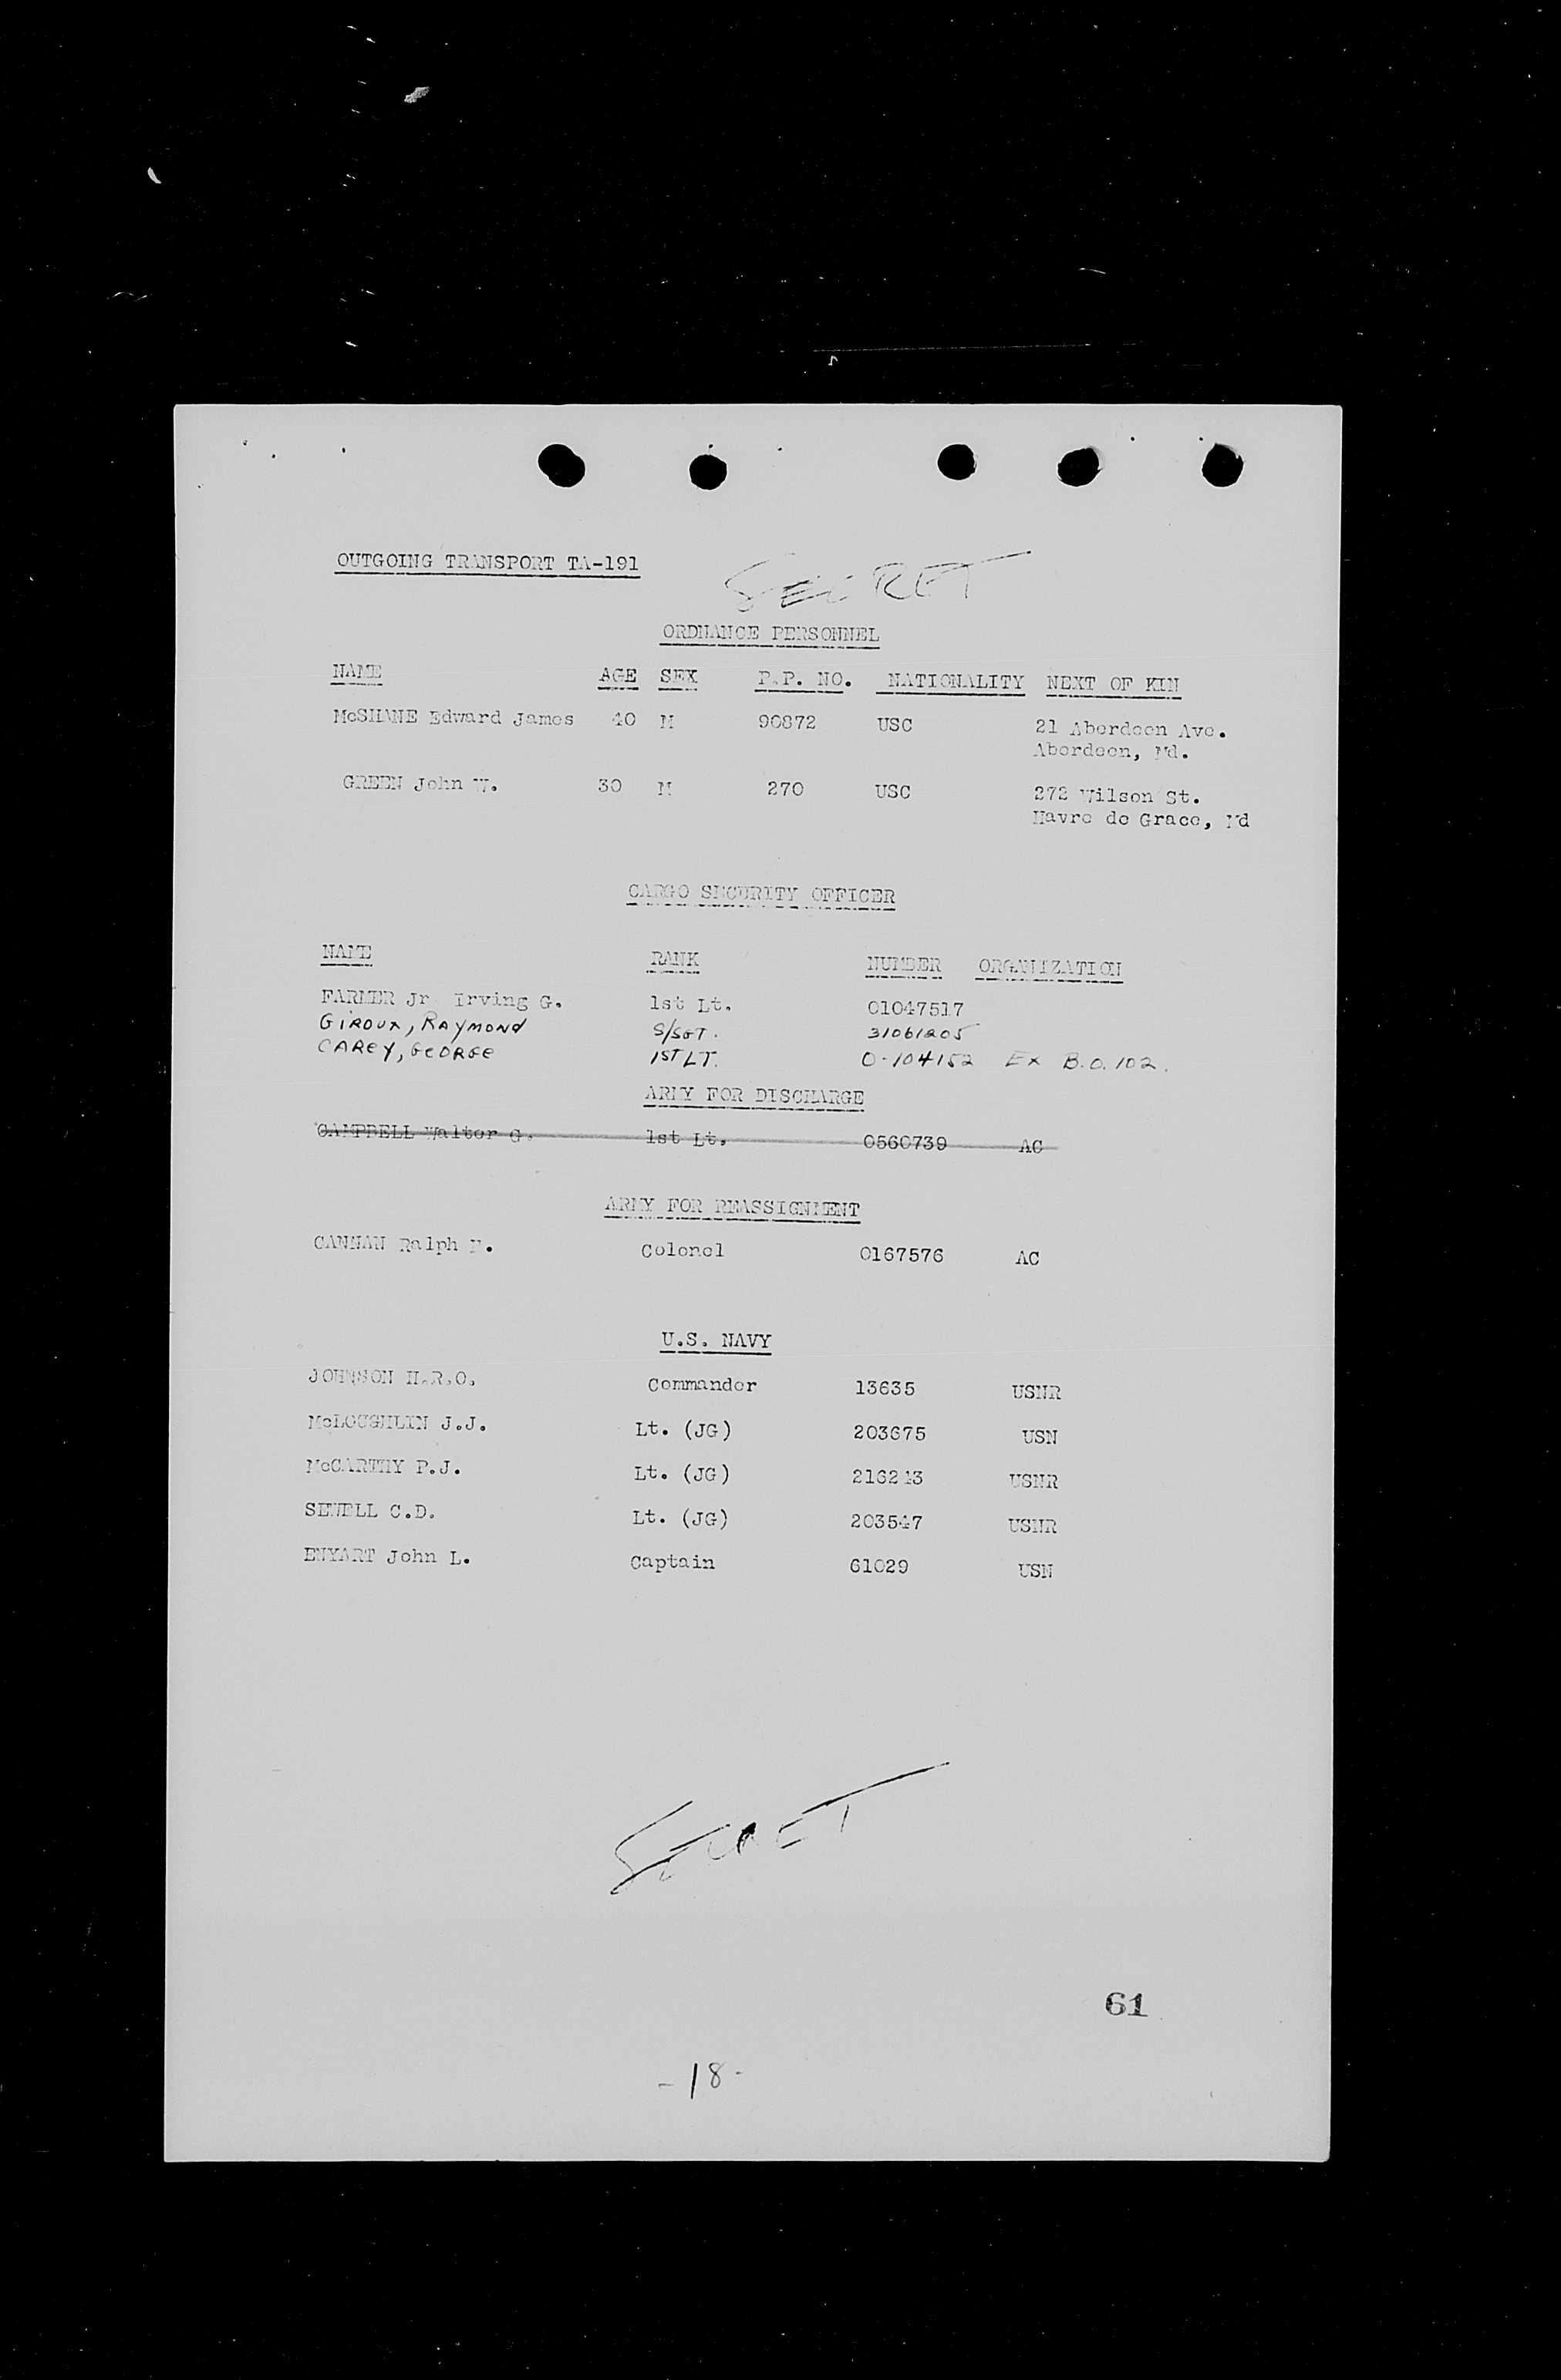 OUTGOING TRANSPORT TA-191
SECRET
ORDNANCE PERSONNEL
NAME AGE SEX P.P. NO. NATIONALITY NEXT OF KIN
McSHANE Edward James 40 M 90872 USC 21 Aberdeen Ave.
Aberdeen, Md.
GREEN John W. 30 M 270 USC 272 Wilson St.
Havre de Grace, Md
CARGO SECURITY OFFICER
NAME RANK NUMBER ORGANIZATION
FARMER Jr Irving G. 1st Lt. 01047517
GIROUX, RAYMOND S/SGT. 31061205
CAREY, GEORGE 1ST LT. O-104152 Ex B.O. 102.
ARMY FOR DISCHARGE
CAMPBELL Walter G. 1st Lt. 0560739 AC
ARMY FOR REASSIGNMENT
CANNAN Ralph Colonel 0167576 AC
U.S. NAVY
JOHNSON H.R.O. Commander 13635 USNR
McLOUGHLIN J.J. Lt. (JG) 203675 USN
McCARTHY P.J. Lt. (JG) 216243 USNR
SEWELL C.D. Lt. (JG) 203547 USNR
ENYART John L. Captain 61029 USN
SECRET
61
-18-